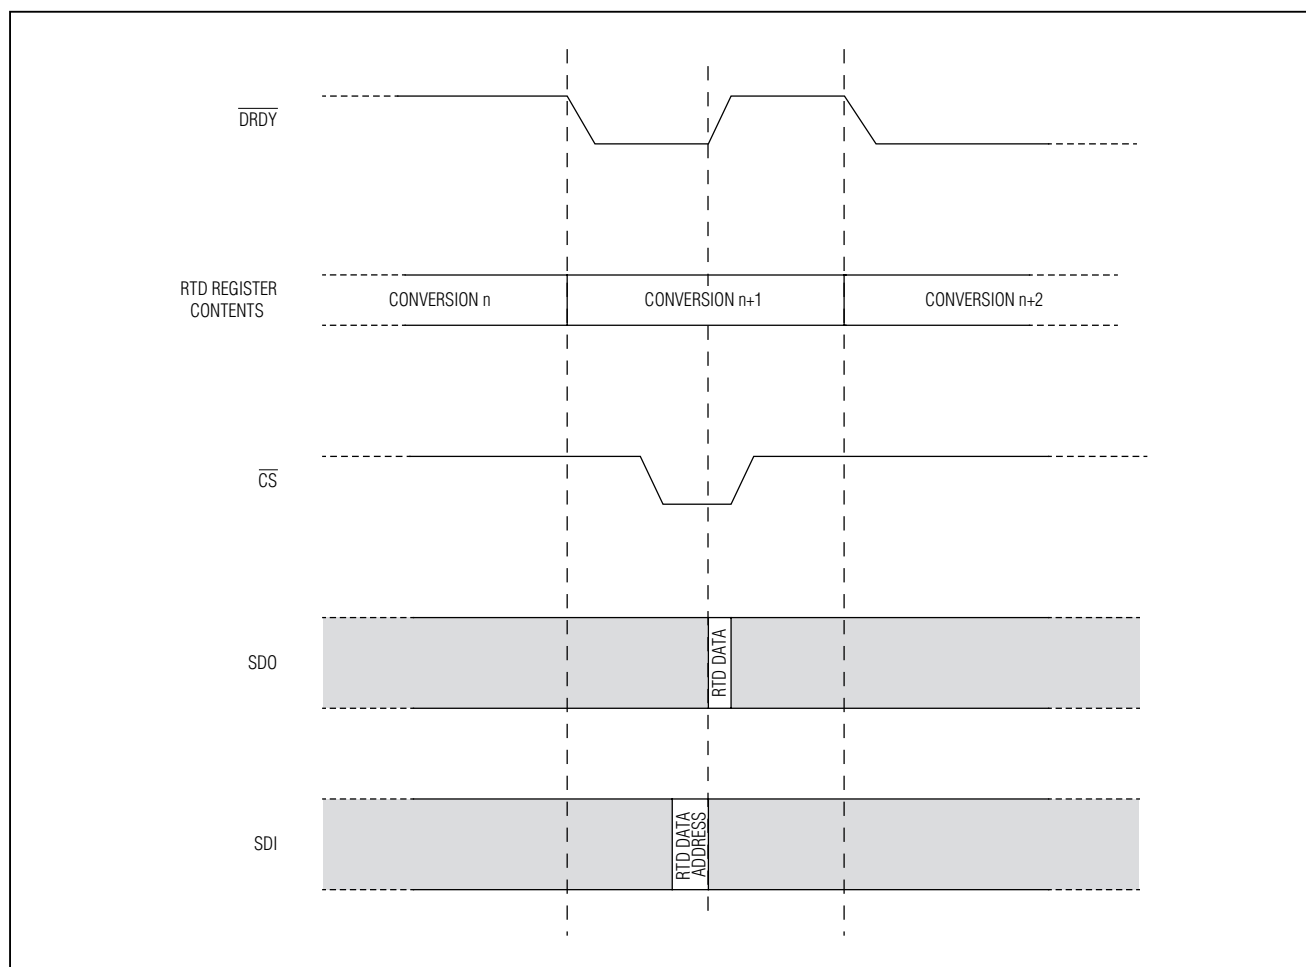 DRDY
RTD REGISTER
CONTENTS
CONVERSION n
CONVERSION n+1
CONVERSION n+2
CS
SDO
RTD DATA
SDI
RTD DATA
ADDRESS